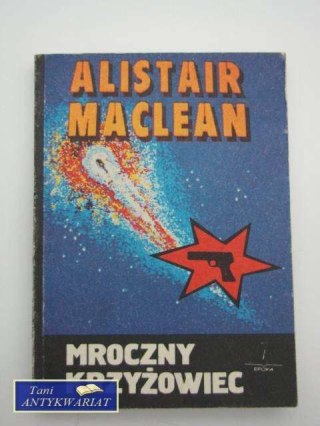 ALISTAIR
MACLEAN
MROCZNY
KRZYŻOWIEC
EPOKA
Tani
ANTYKWARIAT